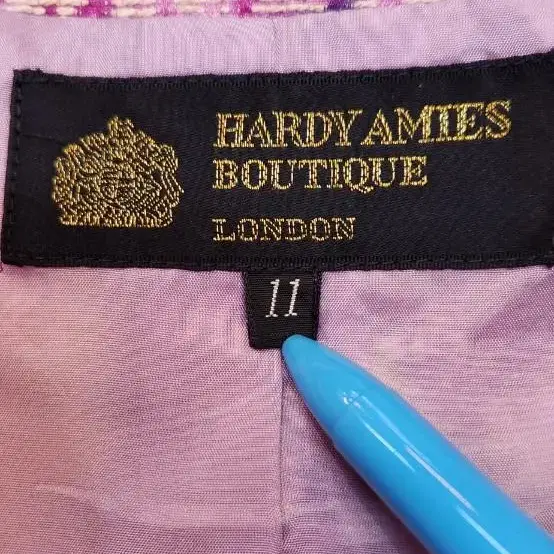 HARDY AMIES
BOUTIQUE
LONDON
11